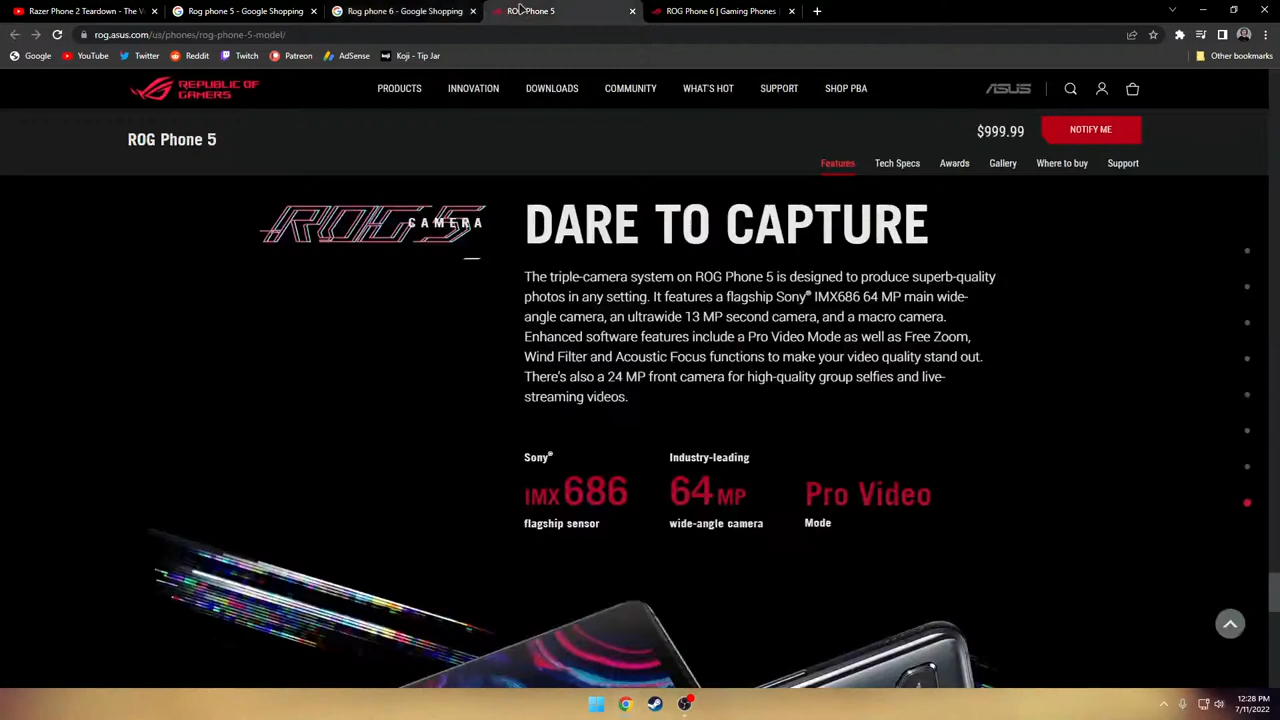 Razer Phone 2 Teardown - The V
Rog phone 5 - Google Shopping
Rog phone 6 - Google Shopping
ROG Phone 5
ROG Phone 6 | Gaming Phones
rog.asus.com/us/phones/rog-phone-5-model/
Google
YouTube
Twitter
Reddit
Twitch
Patreon
AdSense
Koji - Tip Jar
Other bookmarks
REPUBLIC OF
GAMERS
PRODUCTS
INNOVATION
DOWNLOADS
COMMUNITY
WHAT'S HOT
SUPPORT
SHOP PBA
ASUS
ROG Phone 5
$999.99
NOTIFY ME
Features
Tech Specs
Awards
Gallery
Where to buy
Support
ROG 5
CAMERA
DARE TO CAPTURE
The triple-camera system on ROG Phone 5 is designed to produce superb-quality
photos in any setting. It features a flagship Sony® IMX686 64 MP main wide-
angle camera, an ultrawide 13 MP second camera, and a macro camera.
Enhanced software features include a Pro Video Mode as well as Free Zoom,
Wind Filter and Acoustic Focus functions to make your video quality stand out.
There's also a 24 MP front camera for high-quality group selfies and live-
streaming videos.
Sony®
IMX 686
flagship sensor
Industry-leading
64 MP
wide-angle camera
Pro Video
Mode
12:28 PM
7/11/2022